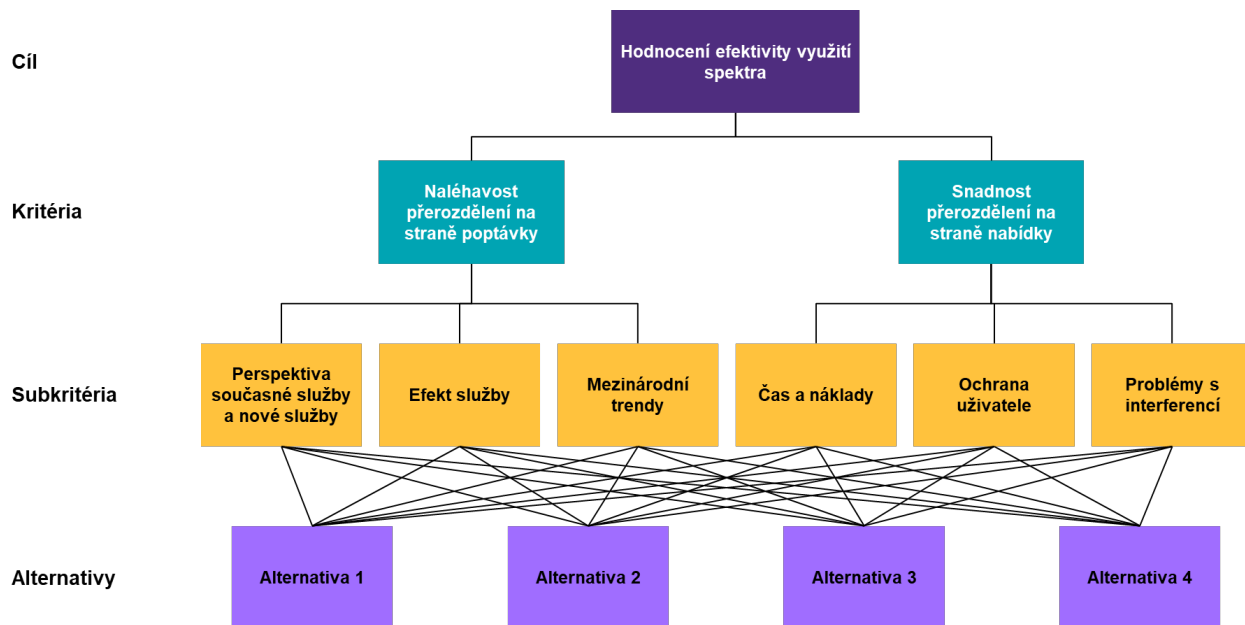 Cíl
Hodnocení efektivity využití
spektra
Kritéria
Naléhavost
přerozdělení na
straně poptávky
Snadnost
přerozdělení na
straně nabídky
Subkritéria
Perspektiva
současné služby
a nové služby
Efekt služby
Mezinárodní
trendy
Čas a náklady
Ochrana
uživatele
Problémy s
interferencí
Alternativy
Alternativa 1
Alternativa 2
Alternativa 3
Alternativa 4